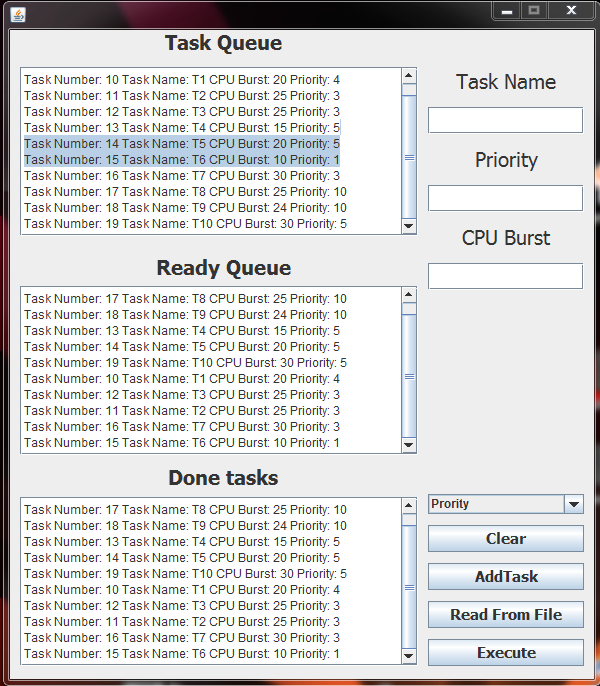 Task Queue
Task Number: 10 Task Name: T1 CPU Burst: 20 Priority: 4
Task Number: 11 Task Name: T2 CPU Burst: 25 Priority: 3
Task Number: 12 Task Name: T3 CPU Burst: 25 Priority: 3
Task Number: 13 Task Name: T4 CPU Burst: 15 Priority: 5
Task Number: 14 Task Name: T5 CPU Burst: 20 Priority: 5
Task Number: 15 Task Name: T6 CPU Burst: 10 Priority: 1
Task Number: 16 Task Name: T7 CPU Burst: 30 Priority: 3
Task Number: 17 Task Name: T8 CPU Burst: 25 Priority: 10
Task Number: 18 Task Name: T9 CPU Burst: 24 Priority: 10
Task Number: 19 Task Name: T10 CPU Burst: 30 Priority: 5
Task Name
Priority
CPU Burst
Ready Queue
Task Number: 17 Task Name: T8 CPU Burst: 25 Priority: 10
Task Number: 18 Task Name: T9 CPU Burst: 24 Priority: 10
Task Number: 13 Task Name: T4 CPU Burst: 15 Priority: 5
Task Number: 14 Task Name: T5 CPU Burst: 20 Priority: 5
Task Number: 19 Task Name: T10 CPU Burst: 30 Priority: 5
Task Number: 10 Task Name: T1 CPU Burst: 20 Priority: 4
Task Number: 12 Task Name: T3 CPU Burst: 25 Priority: 3
Task Number: 11 Task Name: T2 CPU Burst: 25 Priority: 3
Task Number: 16 Task Name: T7 CPU Burst: 30 Priority: 3
Task Number: 15 Task Name: T6 CPU Burst: 10 Priority: 1
Done tasks
Task Number: 17 Task Name: T8 CPU Burst: 25 Priority: 10
Task Number: 18 Task Name: T9 CPU Burst: 24 Priority: 10
Task Number: 13 Task Name: T4 CPU Burst: 15 Priority: 5
Task Number: 14 Task Name: T5 CPU Burst: 20 Priority: 5
Task Number: 19 Task Name: T10 CPU Burst: 30 Priority: 5
Task Number: 10 Task Name: T1 CPU Burst: 20 Priority: 4
Task Number: 12 Task Name: T3 CPU Burst: 25 Priority: 3
Task Number: 11 Task Name: T2 CPU Burst: 25 Priority: 3
Task Number: 16 Task Name: T7 CPU Burst: 30 Priority: 3
Task Number: 15 Task Name: T6 CPU Burst: 10 Priority: 1
Prority
Clear
AddTask
Read From File
Execute